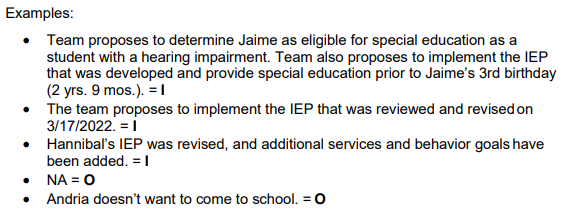 Examples:
• Team proposes to determine Jaime as eligible for special education as a
student with a hearing impairment. Team also proposes to implement the IEP
that was developed and provide special education prior to Jaime’s 3rd birthday
(2 yrs. 9 mos.). = I
• The team proposes to implement the IEP that was reviewed and revised on
3/17/2022. = I
• Hannibal’s IEP was revised, and additional services and behavior goals have
been added. = I
• NA = O
• Andria doesn’t want to come to school. = O